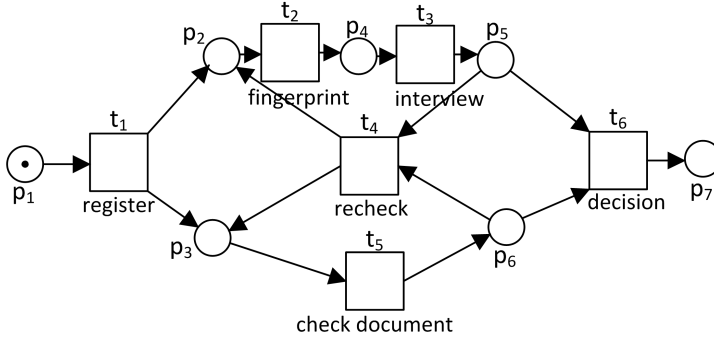 t₂
t₃
p₂
p₄
p₅
fingerprint
interview
t₁
t₄
t₆
p₁
register
recheck
decision
p₇
p₃
t₅
p₆
check document